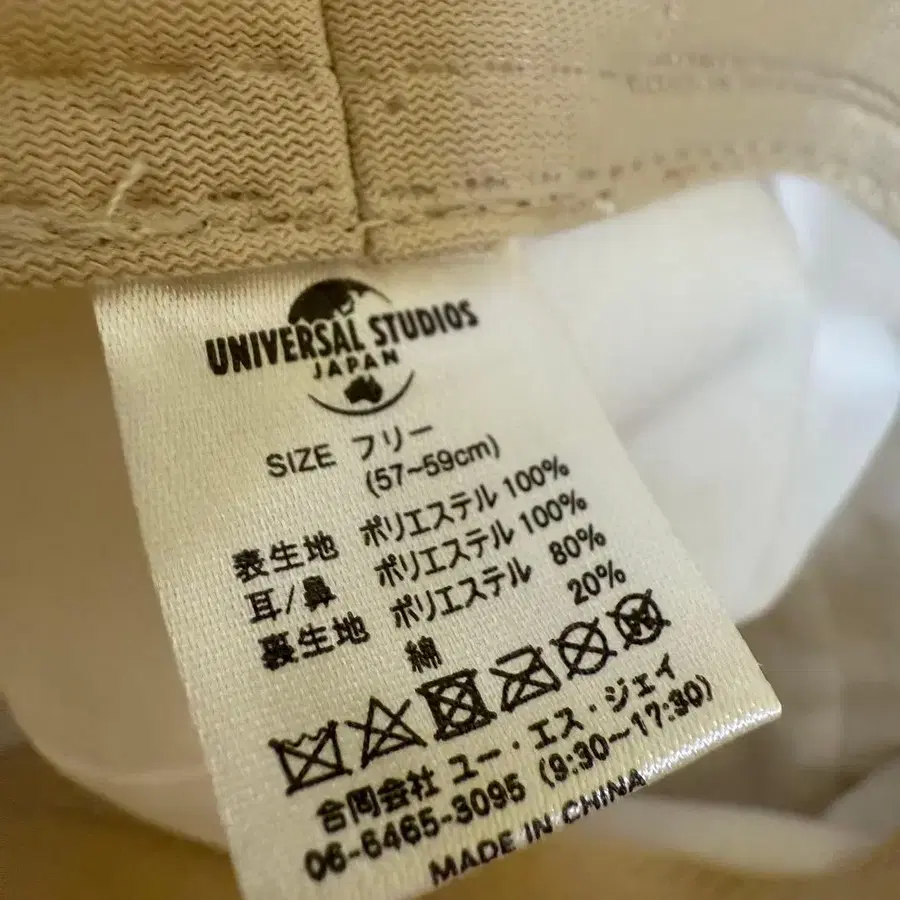 UNIVERSAL STUDIOS
JAPAN
SIZE フリー
(57~59cm)
表生地 ポリエステル 100%
耳/鼻 ポリエステル 100%
裏生地 ポリエステル 80%
綿 20%
合同会社 ユー・エス・ジェイ
06-6465-3095 (9:30~17:30)
MADE IN CHINA